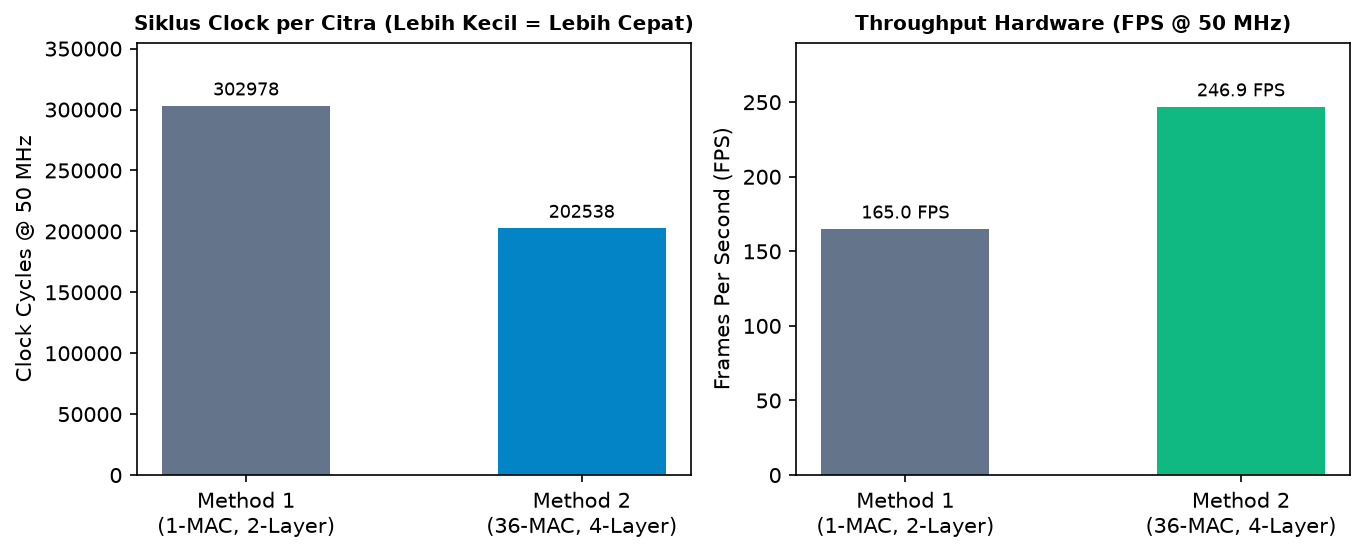 Siklus Clock per Citra (Lebih Kecil = Lebih Cepat)
Clock Cycles @ 50 MHz
350000
300000
250000
200000
150000
100000
50000
0
302978
202538
Method 1
(1-MAC, 2-Layer)
Method 2
(36-MAC, 4-Layer)
Throughput Hardware (FPS @ 50 MHz)
Frames Per Second (FPS)
250
200
150
100
50
0
165.0 FPS
246.9 FPS
Method 1
(1-MAC, 2-Layer)
Method 2
(36-MAC, 4-Layer)